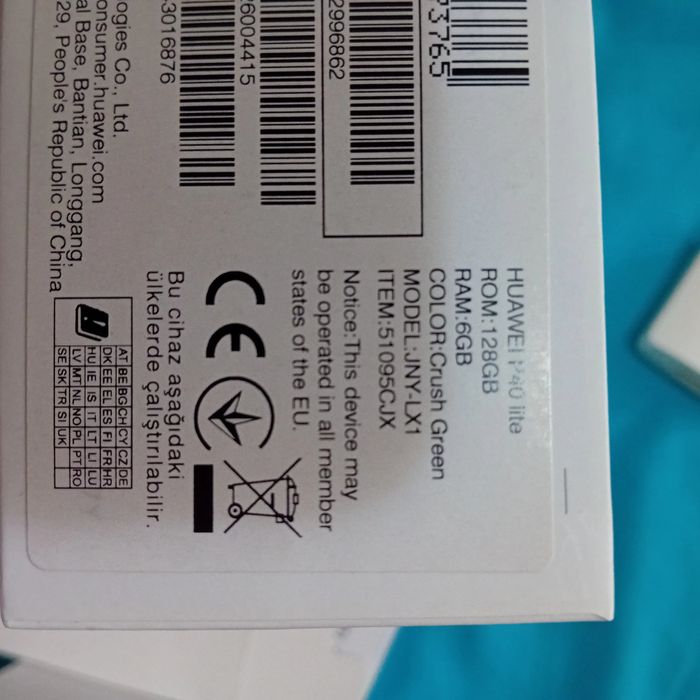 HUAWEI P40 lite
ROM:128GB
RAM:6GB
COLOR:Crush Green
MODEL:JNY-LX1
ITEM:51095CJX
Notice:This device may
be operated in all member
states of the EU.
CE
Bu cihaz aşağıdaki
ülkelerde çalıştırılabilir.
AT BE BG CH CY CZ DE
DK EE EL ES FI FR HR
HU IE IS IT LT LI LU
LV MT NL NO PL PT RO
SE SK TR SI UK
73765
2996862
26004415
3016876
ogies Co., Ltd.
onsumer.huawei.com
al Base, Bantian, Longgang,
29, People's Republic of China